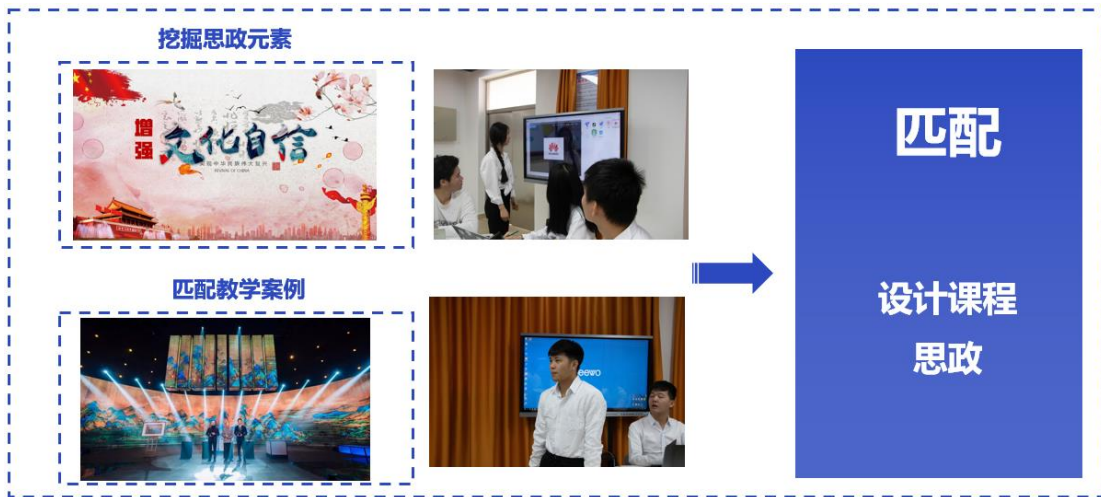 挖掘思政元素
增强
文化自信
匹配教学案例
匹配
设计课程
思政